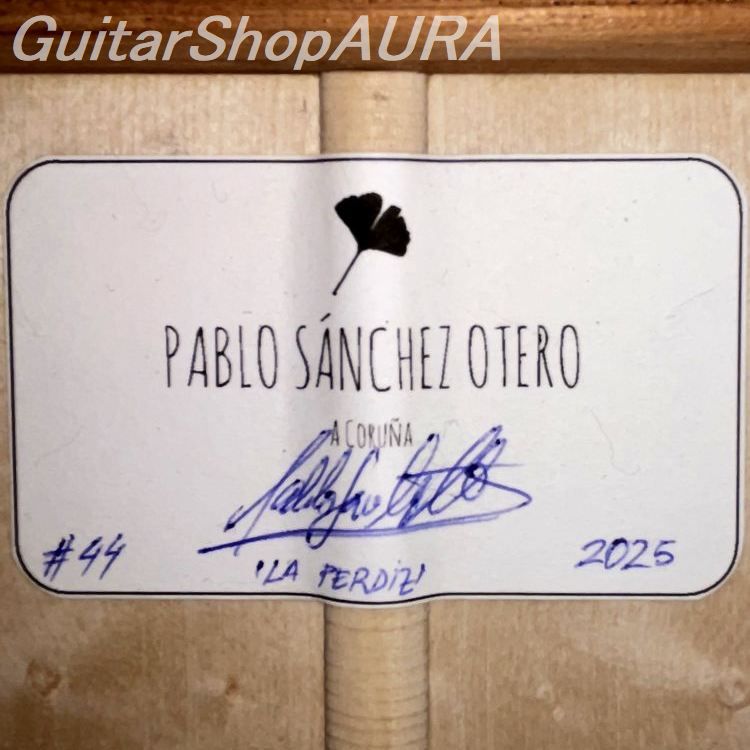 GuitarShopAURA
PABLO SÁNCHEZ OTERO
A CORUÑA
#44
'LA PERDIZ'
2025